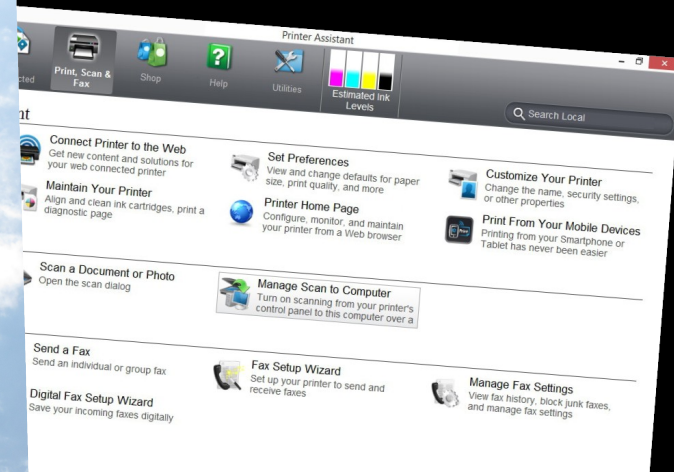 Printer Assistant
cted
Print, Scan &
Fax
Shop
Help
Utilities
Estimated Ink
Levels
Search Local
nt
Connect Printer to the Web
Get new content and solutions for
your web connected printer
Set Preferences
View and change defaults for paper
size, print quality, and more
Customize Your Printer
Change the name, security settings,
or other properties
Maintain Your Printer
Align and clean ink cartridges, print a
diagnostic page
Printer Home Page
Configure, monitor, and maintain
your printer from a Web browser
Print From Your Mobile Devices
Printing from your Smartphone or
Tablet has never been easier
Scan a Document or Photo
Open the scan dialog
Manage Scan to Computer
Turn on scanning from your printer's
control panel to this computer over a
Send a Fax
Send an individual or group fax
Fax Setup Wizard
Set up your printer to send and
receive faxes
Manage Fax Settings
View fax history, block junk faxes,
and manage fax settings
Digital Fax Setup Wizard
Save your incoming faxes digitally